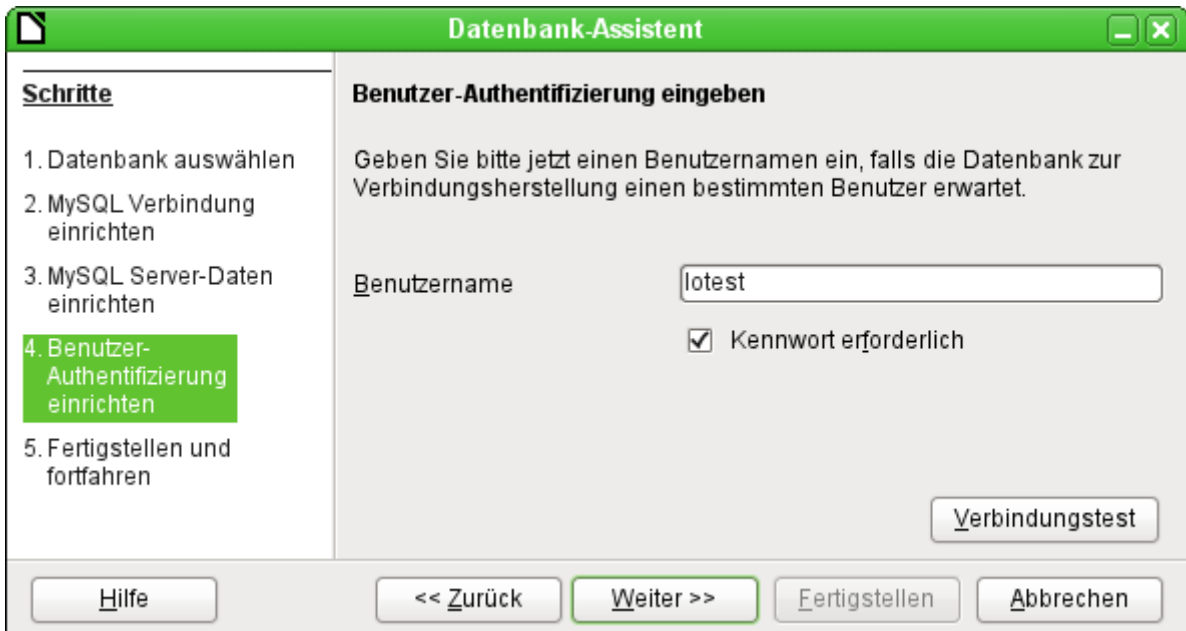 Datenbank-Assistent
Schritte
1. Datenbank auswählen
2. MySQL Verbindung
einrichten
3. MySQL Server-Daten
einrichten
4. Benutzer-
Authentifizierung
einrichten
5. Fertigstellen und
fortfahren
Benutzer-Authentifizierung eingeben
Geben Sie bitte jetzt einen Benutzernamen ein, falls die Datenbank zur
Verbindungsherstellung einen bestimmten Benutzer erwartet.
Benutzername
lotest
Kennwort erforderlich
Verbindungstest
Hilfe
<< Zurück
Weiter >>
Fertigstellen
Abbrechen